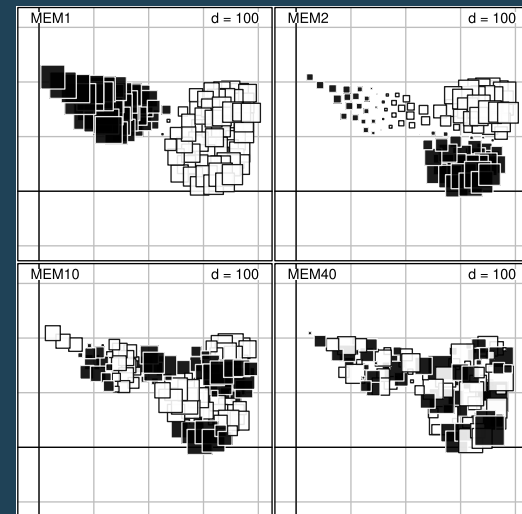 MEM1 d = 100
MEM2 d = 100
MEM10 d = 100
MEM40 d = 100